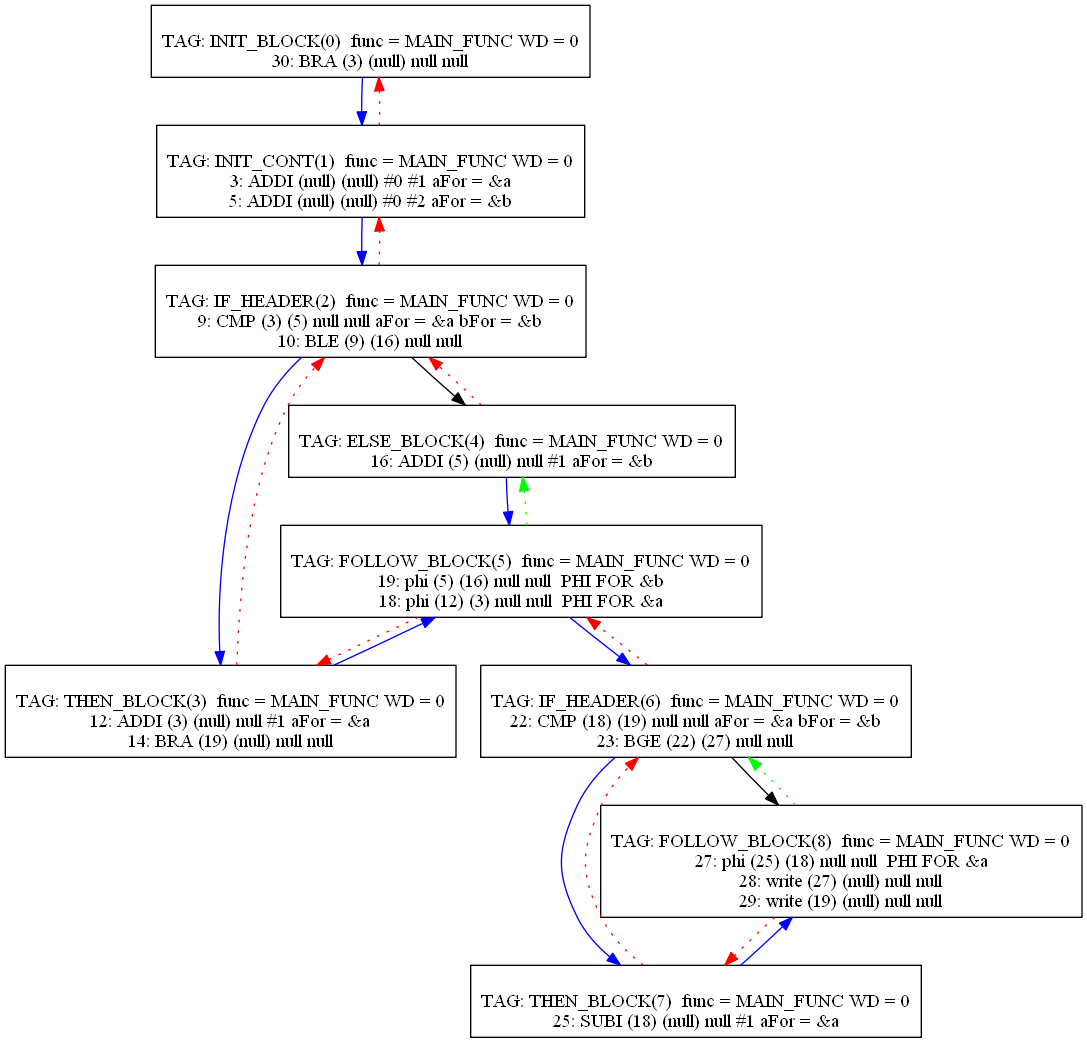 TAG: INIT_BLOCK(0) func = MAIN_FUNC WD = 0
30: BRA (3) (null) null null
TAG: INIT_CONT(1) func = MAIN_FUNC WD = 0
3: ADDI (null) (null) #0 #1 aFor = &a
5: ADDI (null) (null) #0 #2 aFor = &b
TAG: IF_HEADER(2) func = MAIN_FUNC WD = 0
9: CMP (3) (5) null null aFor = &a bFor = &b
10: BLE (9) (16) null null
TAG: ELSE_BLOCK(4) func = MAIN_FUNC WD = 0
16: ADDI (5) (null) null #1 aFor = &b
TAG: FOLLOW_BLOCK(5) func = MAIN_FUNC WD = 0
19: phi (5) (16) null null PHI FOR &b
18: phi (12) (3) null null PHI FOR &a
TAG: THEN_BLOCK(3) func = MAIN_FUNC WD = 0
12: ADDI (3) (null) null #1 aFor = &a
14: BRA (19) (null) null null
TAG: IF_HEADER(6) func = MAIN_FUNC WD = 0
22: CMP (18) (19) null null aFor = &a bFor = &b
23: BGE (22) (27) null null
TAG: FOLLOW_BLOCK(8) func = MAIN_FUNC WD = 0
27: phi (25) (18) null null PHI FOR &a
28: write (27) (null) null null
29: write (19) (null) null null
TAG: THEN_BLOCK(7) func = MAIN_FUNC WD = 0
25: SUBI (18) (null) null #1 aFor = &a